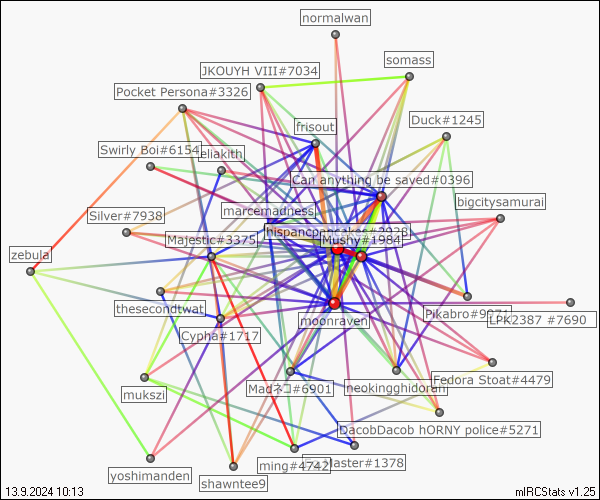 normalwan
somass
JKOUYH VIII#7034
Pocket Persona#3326
Duck#1245
frisout
Swirly Boi#6154
eliakith
Can anything be saved#0396
bigcitysamurai
marcemadness
Silver#7938
hispancpancakes#2928
Majestic#3375
Mushy#1984
zebula
thesecondtwat
Pikabro#9071
LPK2387 #7690
moonraven
Cypha#1717
Fedora Stoat#4479
mukszi
Madネコ#6901
neokingghidorah
DacobDacob hORNY police#5271
ming#4742
Master#1378
yoshimanden
shawntee9
13.9.2024 10:13
mIRCStats v1.25